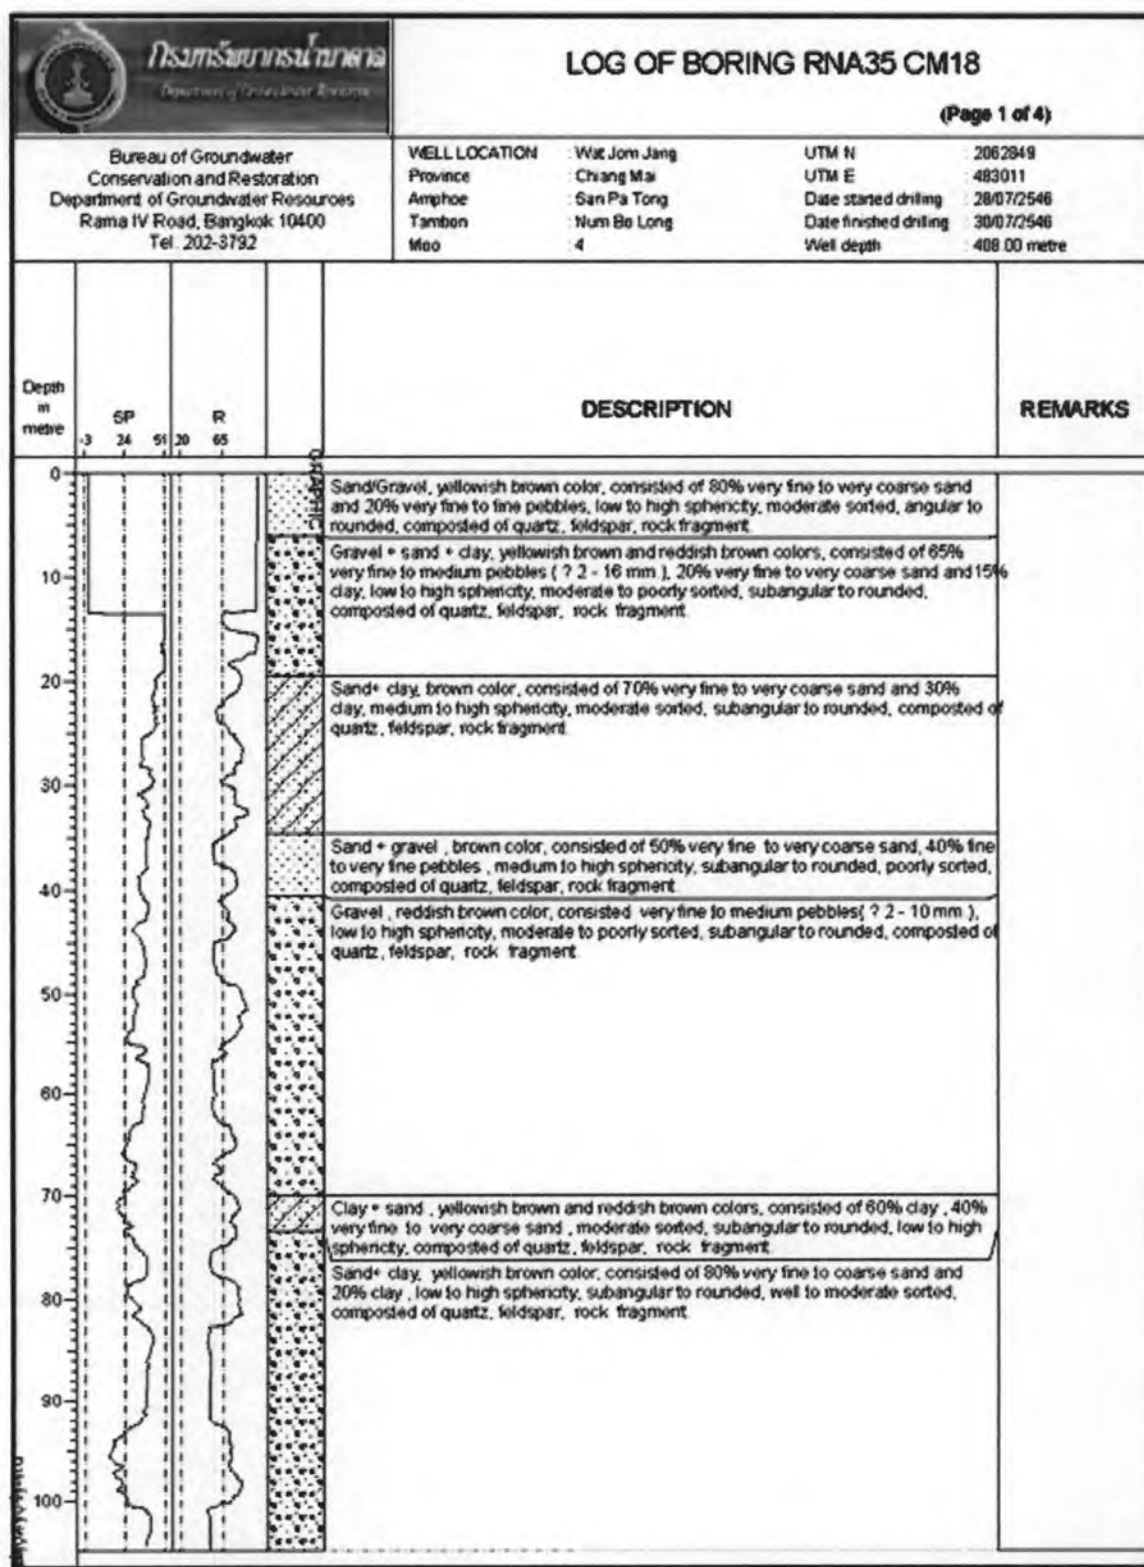 กรมทรัพยากรน้ำบาดาล
Department of Groundwater Resources
LOG OF BORING RNA35 CM18
(Page 1 of 4)
Bureau of Groundwater
Conservation and Restoration
Department of Groundwater Resources
Rama IV Road, Bangkok 10400
Tel. 202-3792
WELL LOCATION : Wat Jom Jang
Province : Chiang Mai
Amphoe : San Pa Tong
Tambon : Num Bo Long
Moo : 4
UTM N : 2062849
UTM E : 483011
Date started drilling : 28/07/2546
Date finished drilling : 30/07/2546
Well depth : 408.00 metre
Depth
in
metre
SP
-3 24 51
R
20 65
GRAPHIC
DESCRIPTION
REMARKS
0
Sand/Gravel, yellowish brown color, consisted of 80% very fine to very coarse sand
and 20% very fine to fine pebbles, low to high sphericity, moderate sorted, angular to
rounded, composted of quartz, feldspar, rock fragment.
Gravel + sand + clay, yellowish brown and reddish brown colors, consisted of 65%
very fine to medium pebbles ( ? 2 - 16 mm ), 20% very fine to very coarse sand and 15%
clay, low to high sphericity, moderate to poorly sorted, subangular to rounded,
composted of quartz, feldspar, rock fragment.
10
20
Sand+ clay, brown color, consisted of 70% very fine to very coarse sand and 30%
clay, medium to high sphericity, moderate sorted, subangular to rounded, composted of
quartz, feldspar, rock fragment.
30
Sand + gravel , brown color, consisted of 50% very fine to very coarse sand, 40% fine
to very fine pebbles , medium to high sphericity, subangular to rounded, poorly sorted,
composted of quartz, feldspar, rock fragment.
40
Gravel , reddish brown color, consisted very fine to medium pebbles( ? 2 - 10 mm ),
low to high sphericity, moderate to poorly sorted, subangular to rounded, composted of
quartz, feldspar, rock fragment.
50
60
70
Clay + sand , yellowish brown and reddish brown colors, consisted of 60% clay , 40%
very fine to very coarse sand , moderate sorted, subangular to rounded, low to high
sphericity, composted of quartz, feldspar, rock fragment.
Sand+ clay, yellowish brown color, consisted of 80% very fine to coarse sand and
20% clay , low to high sphericity, subangular to rounded, well to moderate sorted,
composted of quartz, feldspar, rock fragment.
80
90
100